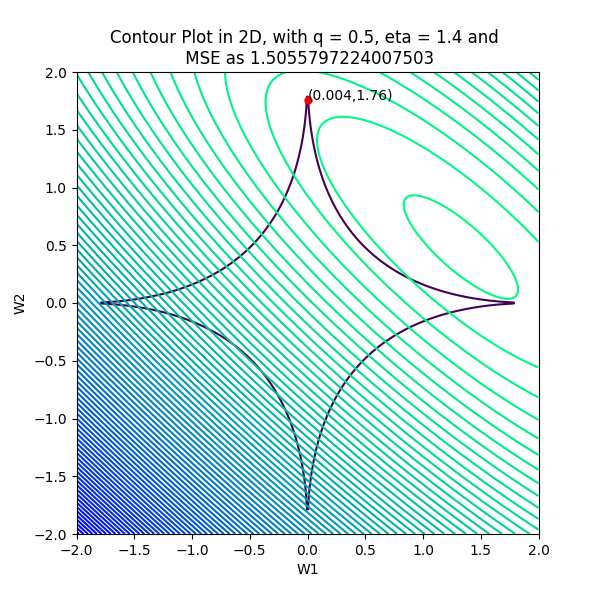 Contour Plot in 2D, with q = 0.5, eta = 1.4 and
MSE as 1.5055797224007503
2.0
(0.004,1.76)
1.5
1.0
0.5
W2
0.0
−0.5
−1.0
−1.5
−2.0
−2.0 −1.5 −1.0 −0.5 0.0 0.5 1.0 1.5 2.0
W1